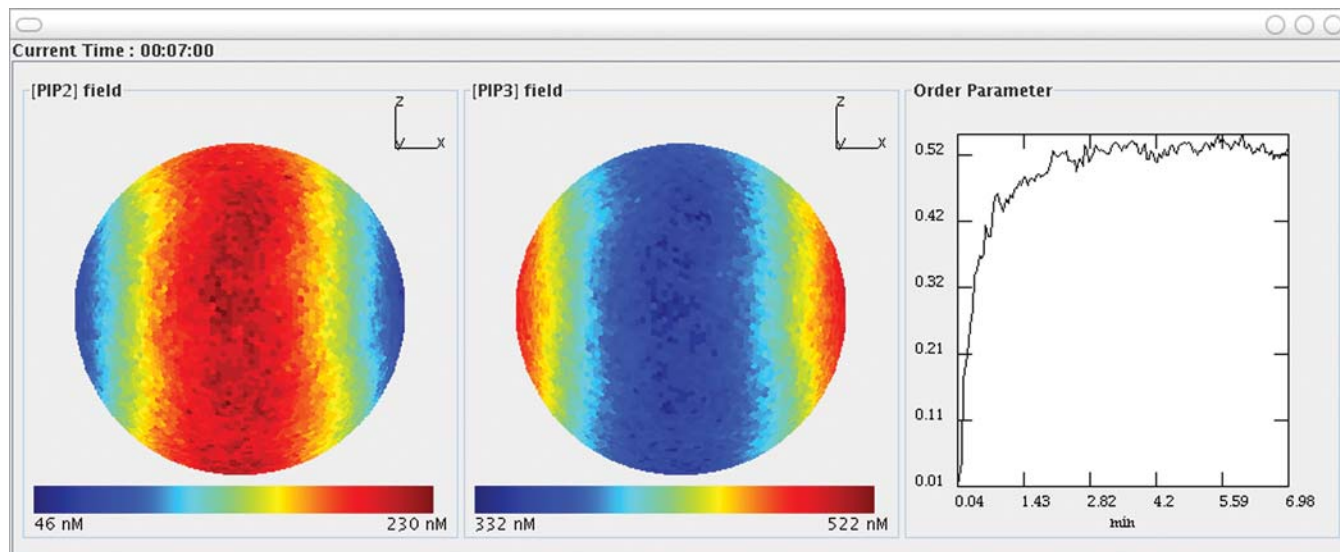 Current Time : 00:07:00
[PIP2] field
z
y
x
46 nM
230 nM
[PIP3] field
z
y
x
332 nM
522 nM
Order Parameter
0.52
0.42
0.32
0.21
0.11
0.01
0.04
1.43
2.82
4.2
5.59
6.98
min